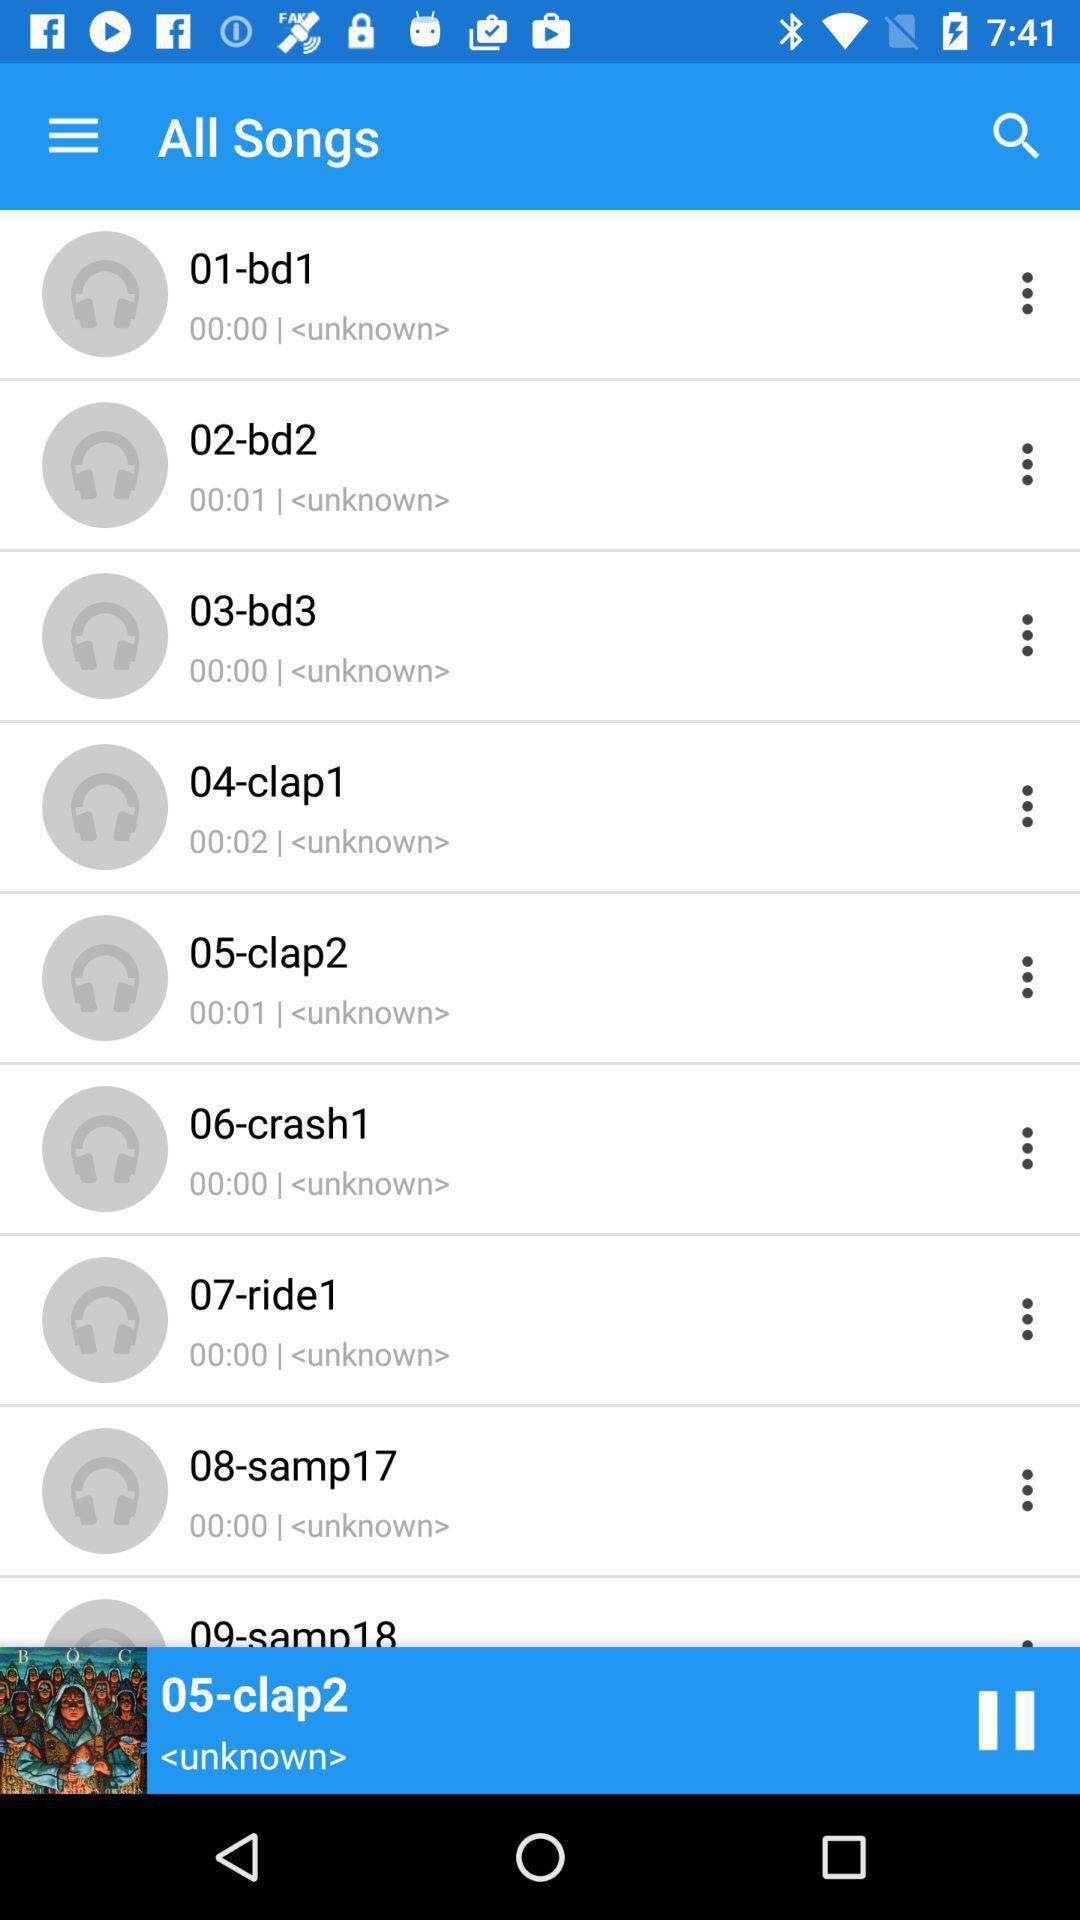 FAKE
7:41
All Songs
01-bd1
00:00 | <unknown>
02-bd2
00:01 | <unknown>
03-bd3
00:00 | <unknown>
04-clap1
00:02 | <unknown>
05-clap2
00:01 | <unknown>
06-crash1
00:00 | <unknown>
07-ride1
00:00 | <unknown>
08-samp17
00:00 | <unknown>
09-samp18
BÖC
05-clap2
<unknown>